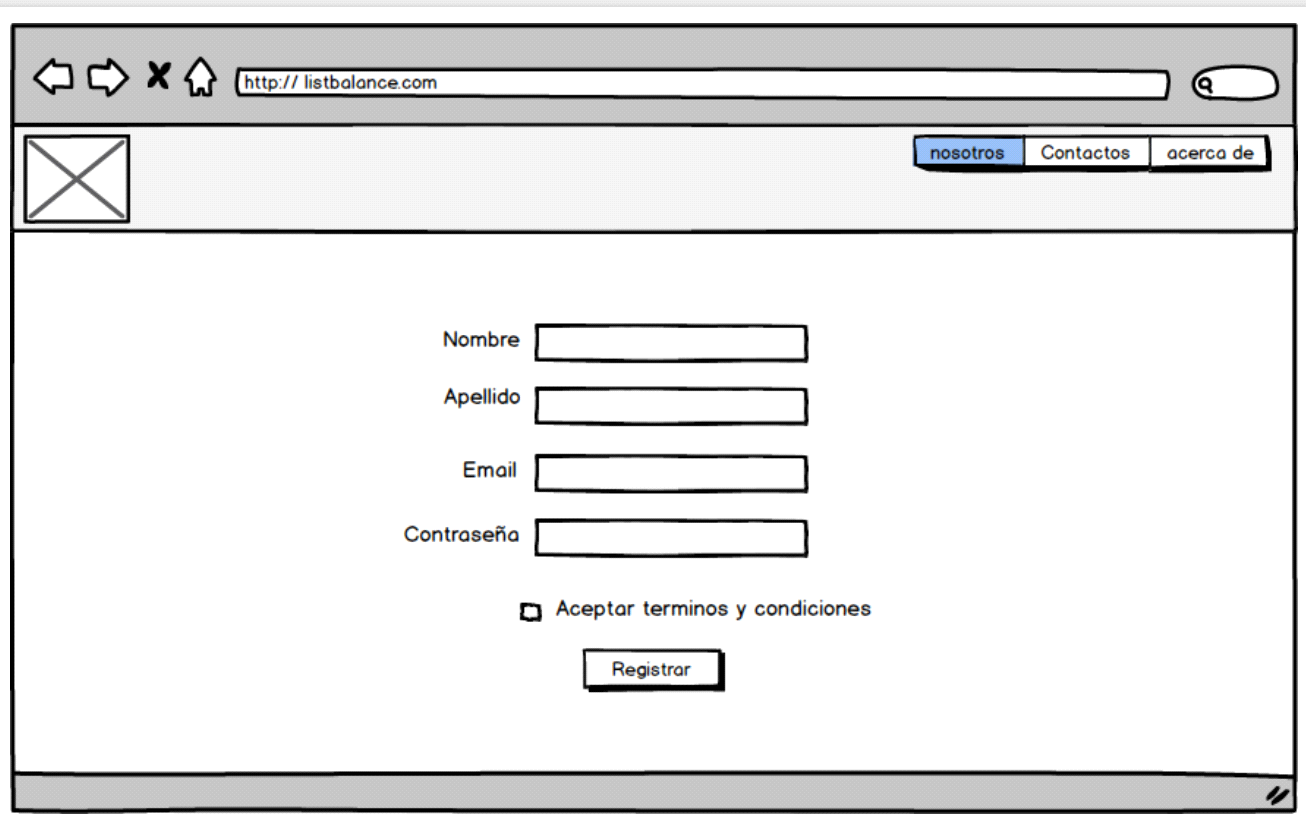 http:// listbalance.com
nosotros Contactos acerca de
Nombre
Apellido
Email
Contraseña
Aceptar terminos y condiciones
Registrar